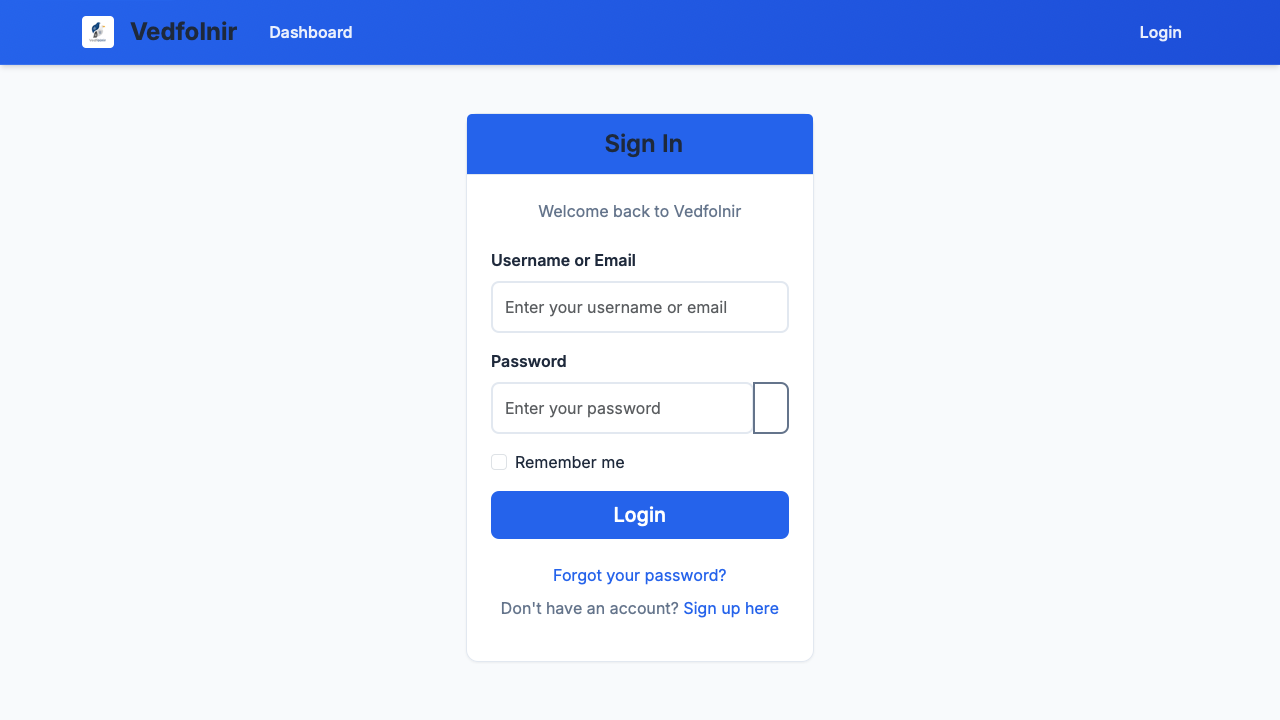 Vedfolnir Dashboard Login
Sign In
Welcome back to Vedfolnir
Username or Email
Enter your username or email
Password
Enter your password
Remember me
Login
Forgot your password?
Don't have an account? Sign up here